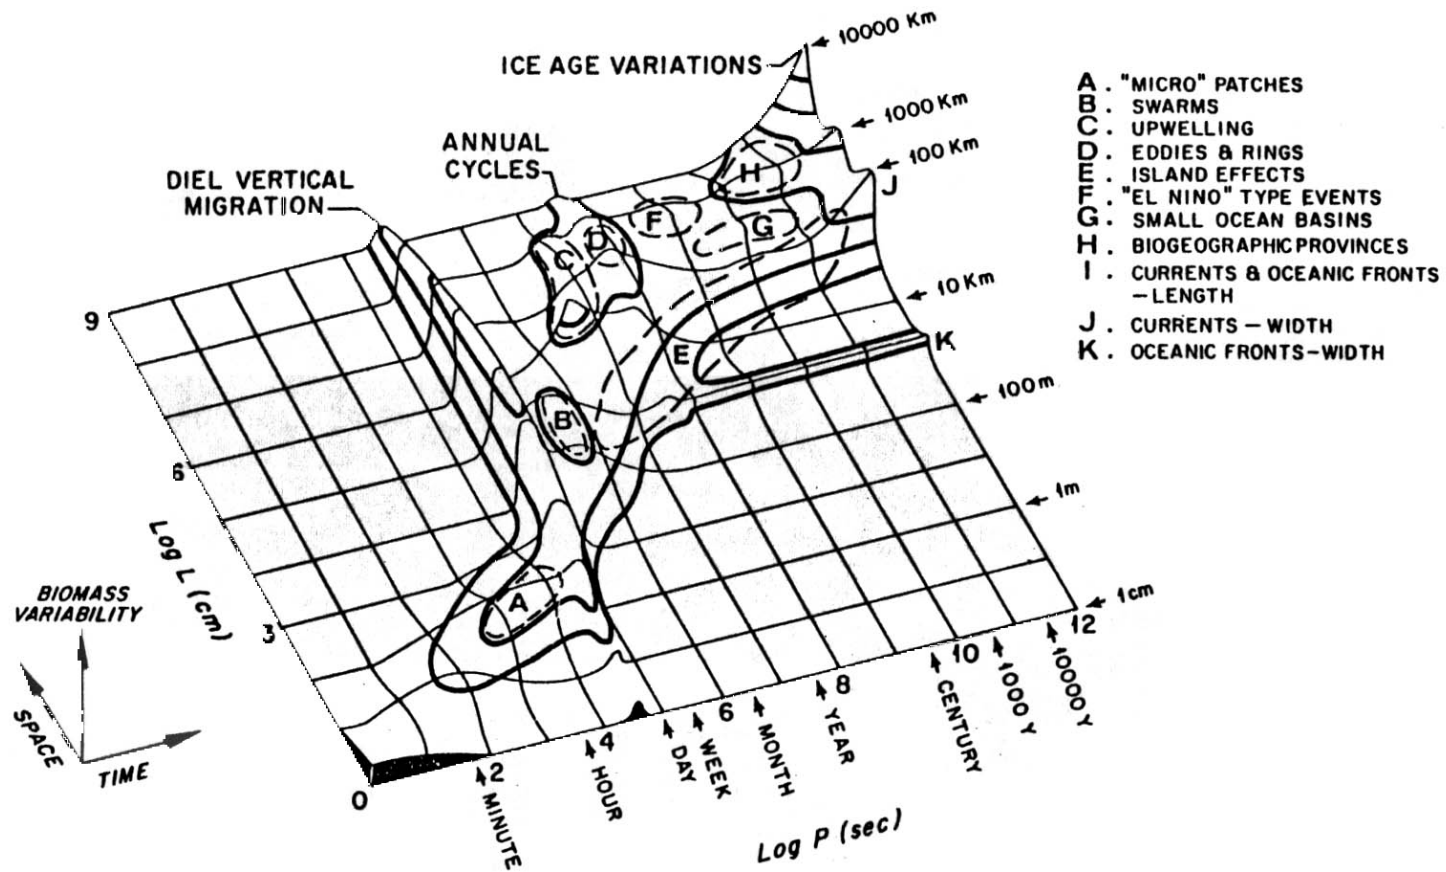 10000 Km
ICE AGE VARIATIONS
1000 Km
ANNUAL
CYCLES
100 Km
DIEL VERTICAL
MIGRATION
H
J
F
G
D
C
10 Km
9
E
K
100 m
B
6
1m
Log L (cm)
A
1cm
3
12
10
8
6
4
2
0
MINUTE
HOUR
DAY
WEEK
MONTH
YEAR
CENTURY
1000 Y
10000 Y
Log P (sec)
BIOMASS
VARIABILITY
SPACE
TIME
A . "MICRO" PATCHES
B . SWARMS
C . UPWELLING
D . EDDIES & RINGS
E . ISLAND EFFECTS
F . "EL NINO" TYPE EVENTS
G . SMALL OCEAN BASINS
H . BIOGEOGRAPHIC PROVINCES
I . CURRENTS & OCEANIC FRONTS
–LENGTH
J . CURRENTS – WIDTH
K . OCEANIC FRONTS–WIDTH